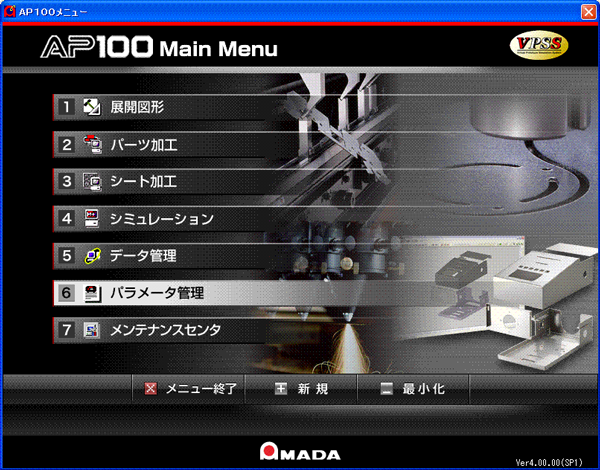 AP100メニュー
AP100 Main Menu
VPSS
1 展開図形
2 パーツ加工
3 シート加工
4 シミュレーション
5 データ管理
6 パラメータ管理
7 メンテナンスセンタ
メニュー終了 新規 最小化
AMADA
Ver4.00.00(SP1)